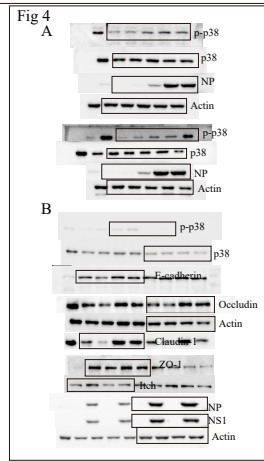 Fig 4
A
p-p38
p38
NP
Actin
p-p38
p38
NP
Actin
B
p-p38
p38
E-cadherin
Occludin
Actin
Claudin-1
ZO-1
Itch
NP
NS1
Actin